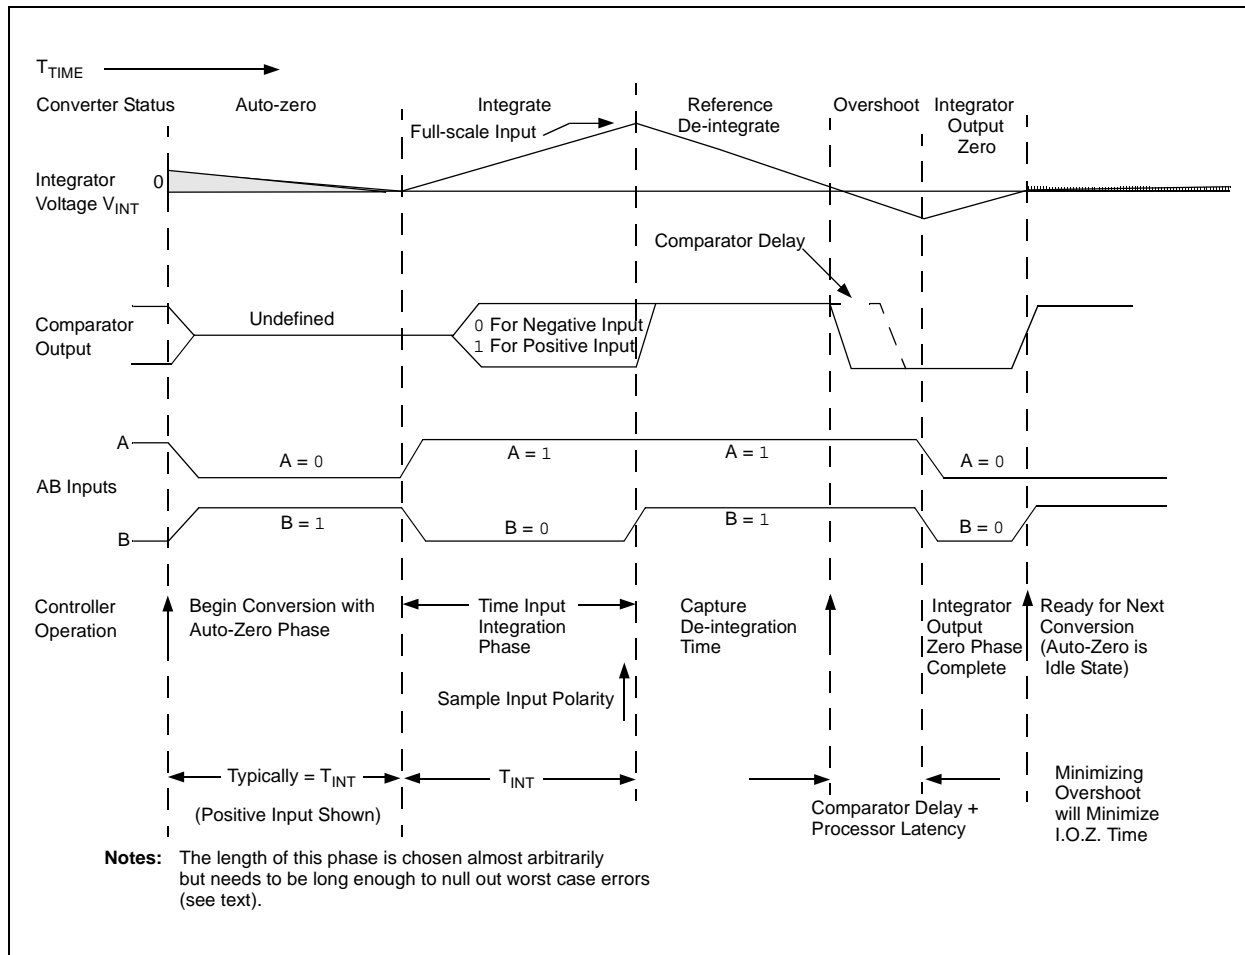 TTIME
Converter Status
Auto-zero
Integrate
Full-scale Input
Reference
De-integrate
Overshoot
Integrator
Output
Zero
Integrator
Voltage VINT
0
Comparator Delay
Comparator
Output
Undefined
0 For Negative Input
1 For Positive Input
AB Inputs
A
A = 0
A = 1
A = 1
A = 0
B
B = 1
B = 0
B = 1
B = 0
Controller
Operation
Begin Conversion with
Auto-Zero Phase
Time Input
Integration
Phase
Sample Input Polarity
Capture
De-integration
Time
Integrator
Output
Zero Phase
Complete
Ready for Next
Conversion
(Auto-Zero is
Idle State)
Typically = TINT
(Positive Input Shown)
TINT
Comparator Delay +
Processor Latency
Minimizing
Overshoot
will Minimize
I.O.Z. Time
Notes: The length of this phase is chosen almost arbitrarily
but needs to be long enough to null out worst case errors
(see text).